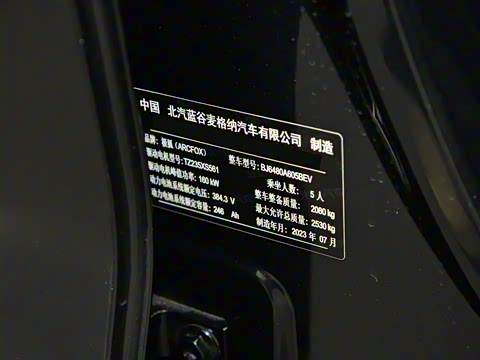 中国 北汽蓝谷麦格纳汽车有限公司 制造
品牌：极狐（ARCFOX） 整车型号：BJ6480A605BEV
驱动电机型号：TZ235XS561 乘坐人数： 5 人
驱动电机峰值功率：160 kW 整车整备质量： 2080 kg
动力电池系统额定电压：384.3 V 最大允许总质量： 2530 kg
动力电池系统额定容量：246 Ah 制造年月：2023 年 07 月